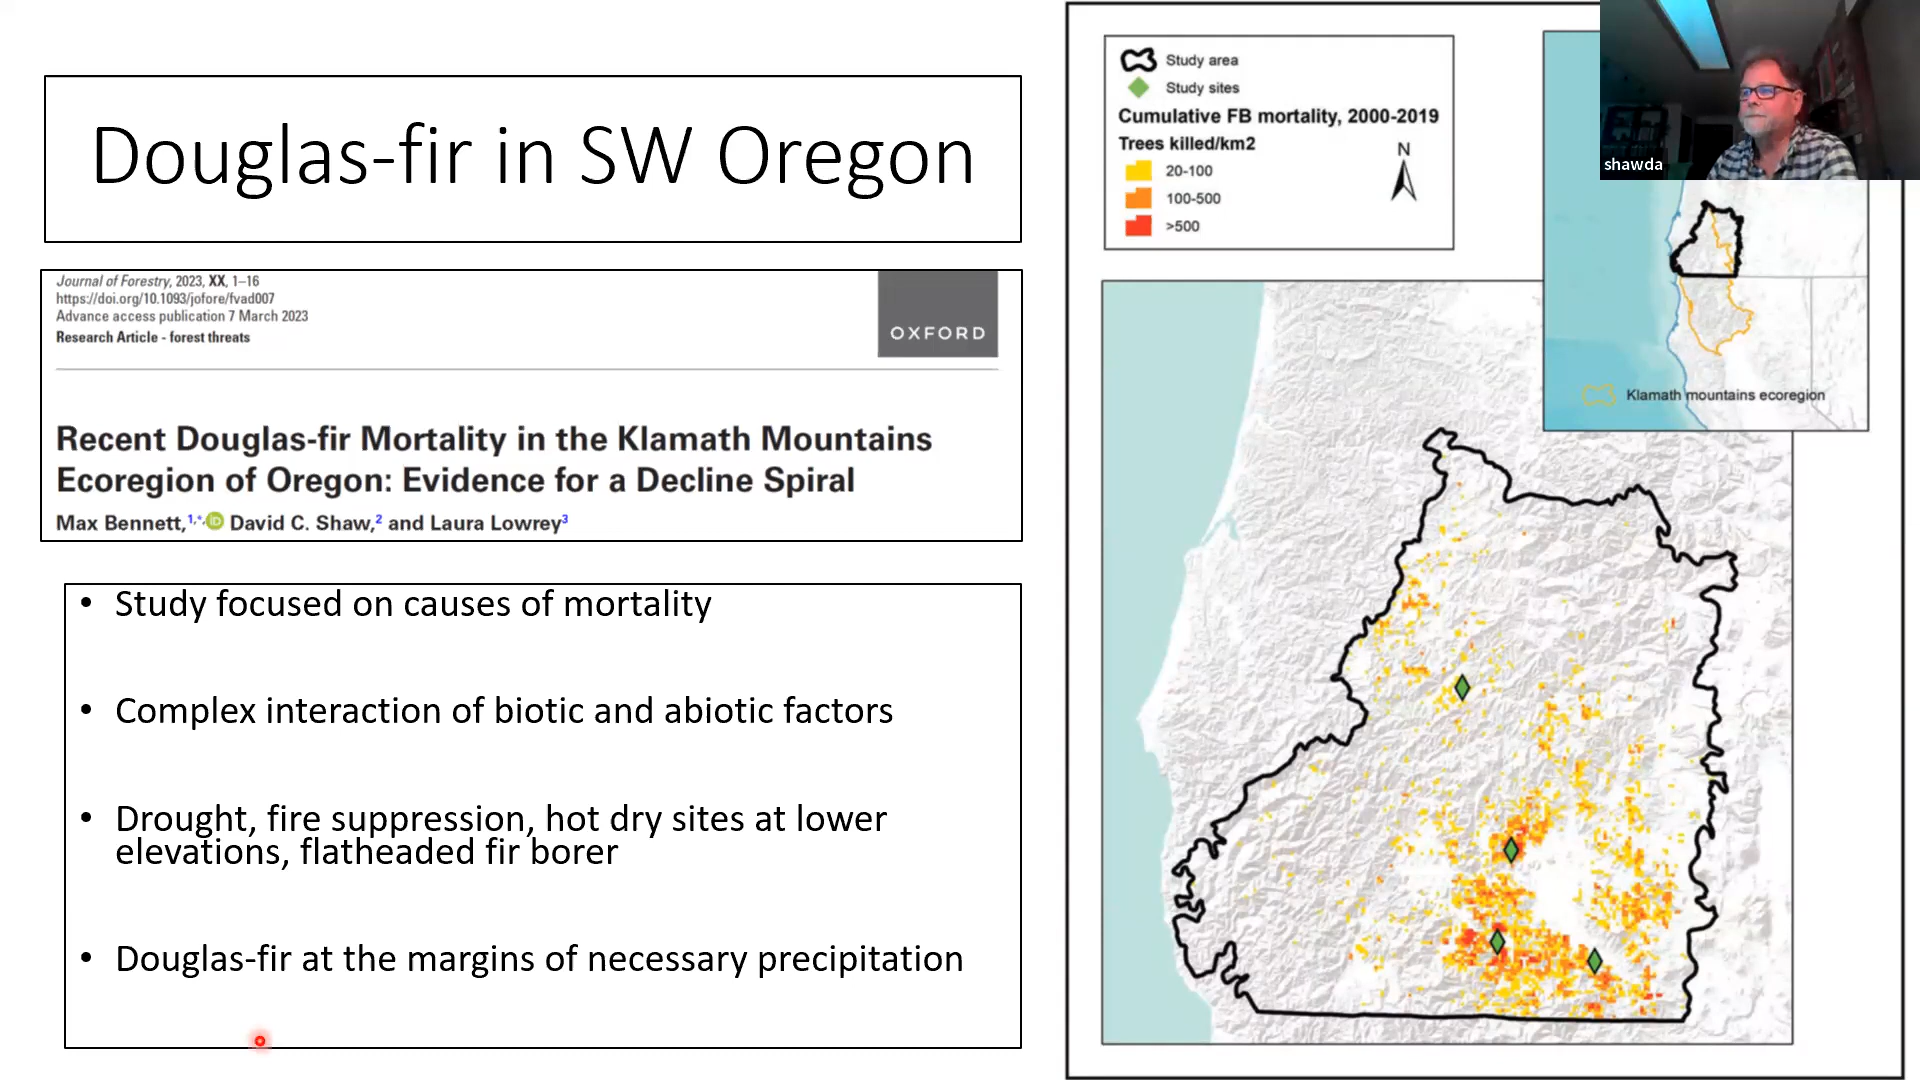 Douglas-fir in SW Oregon
Journal of Forestry, 2023, XX, 1–16
https://doi.org/10.1093/jofore/fvad007
Advance access publication 7 March 2023
Research Article - forest threats
OXFORD
Recent Douglas-fir Mortality in the Klamath Mountains
Ecoregion of Oregon: Evidence for a Decline Spiral
Max Bennett,1,*, iD David C. Shaw,2 and Laura Lowrey3
• Study focused on causes of mortality
• Complex interaction of biotic and abiotic factors
• Drought, fire suppression, hot dry sites at lower
elevations, flatheaded fir borer
• Douglas-fir at the margins of necessary precipitation
Study area
Study sites
Cumulative FB mortality, 2000-2019
Trees killed/km2
20-100
100-500
>500
N
shawda
Klamath mountains ecoregion